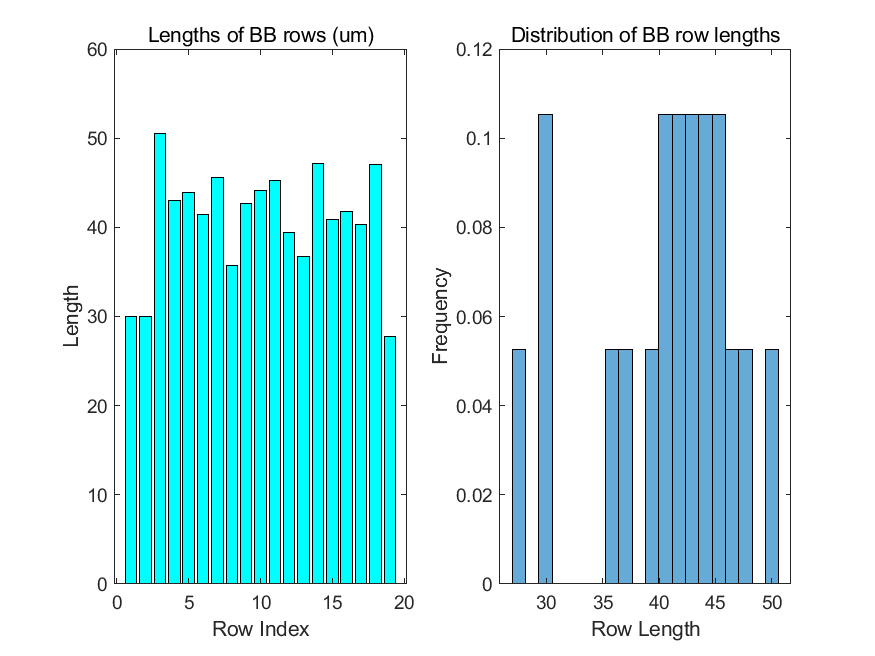 Lengths of BB rows (um)
60
50
40
30
20
10
0
Length
0 5 10 15 20
Row Index
Distribution of BB row lengths
0.12
0.1
0.08
0.06
0.04
0.02
0
Frequency
30 35 40 45 50
Row Length